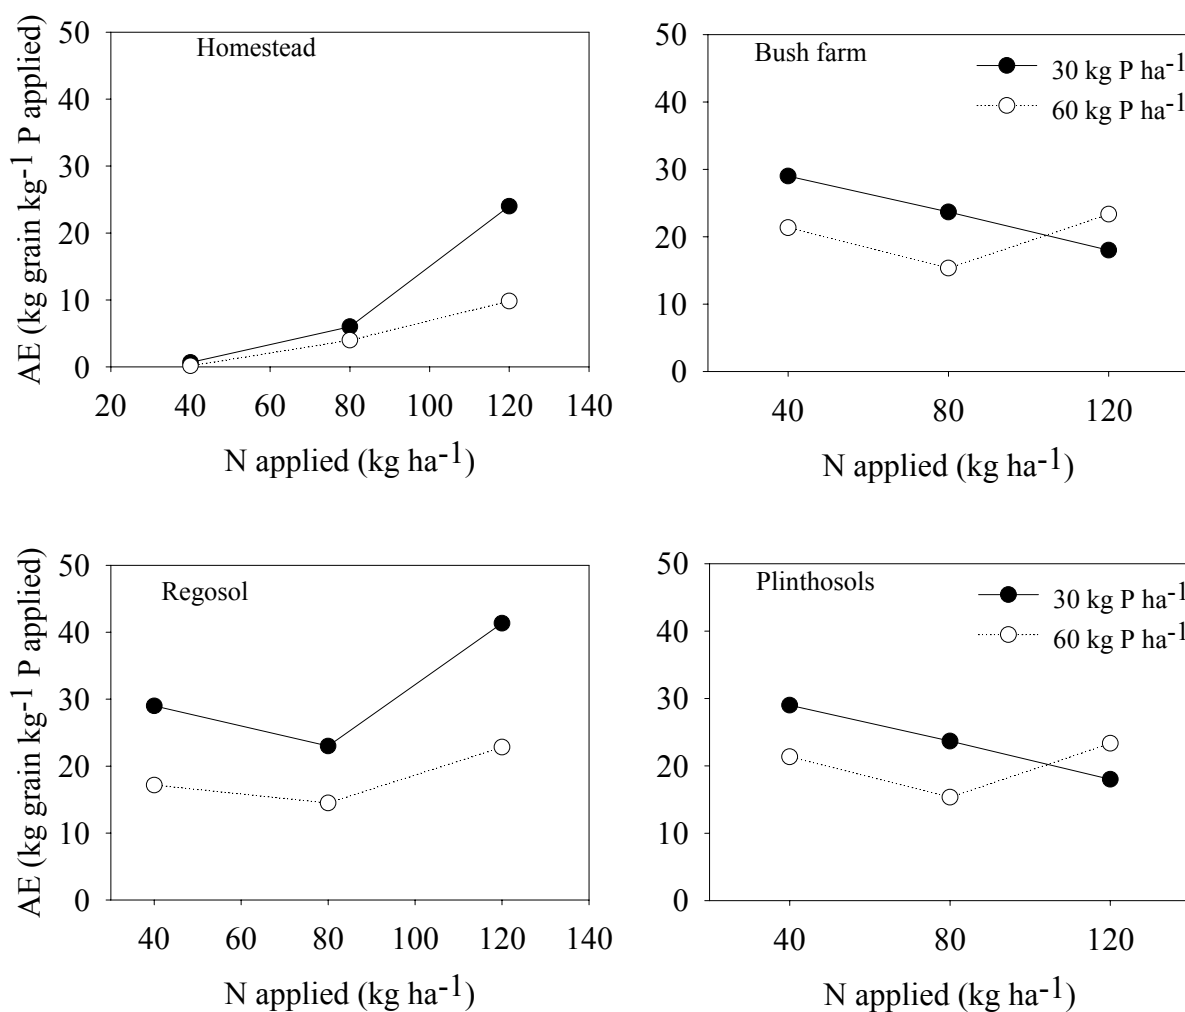 Homestead
AE (kg grain kg-1 P applied)
50
40
30
20
10
0
20 40 60 80 100 120 140
N applied (kg ha-1)
Bush farm
30 kg P ha-1
60 kg P ha-1
50
40
30
20
10
0
40 80 120
N applied (kg ha-1)
Regosol
AE (kg grain kg-1 P applied)
50
40
30
20
10
0
40 60 80 100 120 140
N applied (kg ha-1)
Plinthosols
30 kg P ha-1
60 kg P ha-1
50
40
30
20
10
0
40 80 120
N applied (kg ha-1)